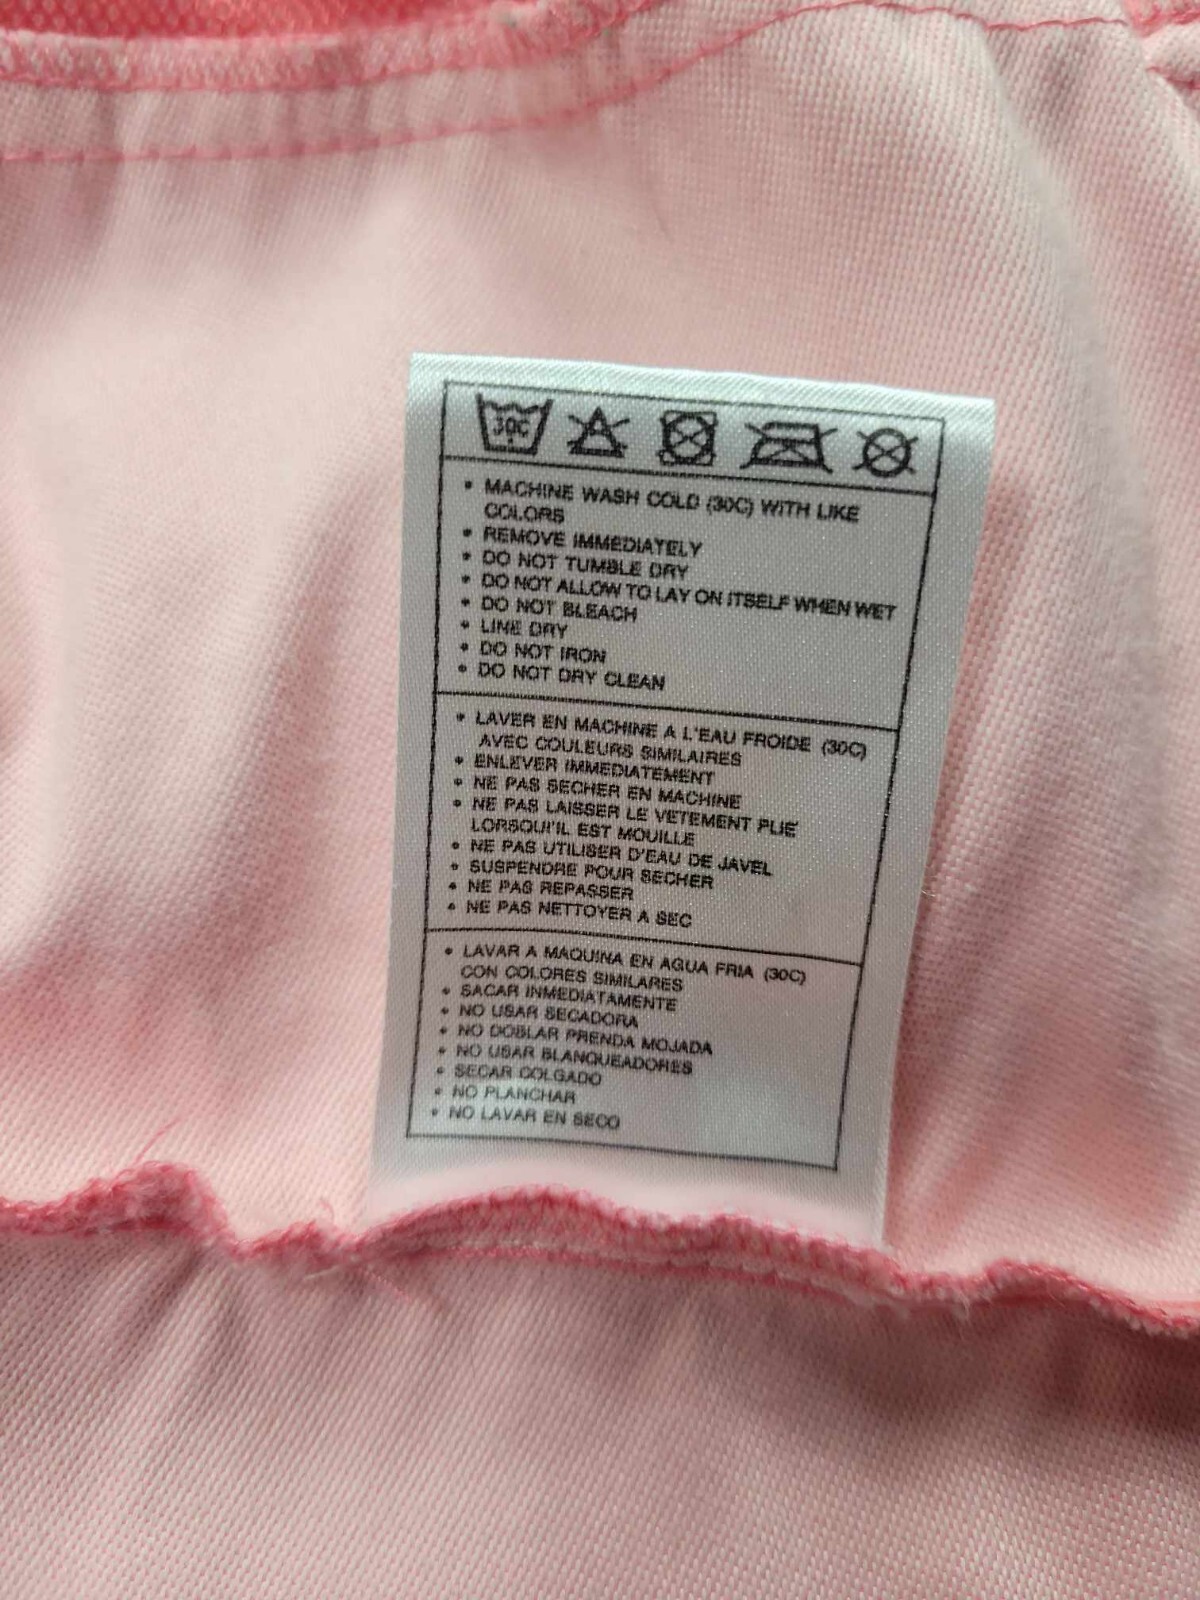 30C
• MACHINE WASH COLD (30C) WITH LIKE
COLORS
• REMOVE IMMEDIATELY
• DO NOT TUMBLE DRY
• DO NOT ALLOW TO LAY ON ITSELF WHEN WET
• DO NOT BLEACH
• LINE DRY
• DO NOT IRON
• DO NOT DRY CLEAN
• LAVER EN MACHINE A L'EAU FROIDE (30C)
AVEC COULEURS SIMILAIRES
• ENLEVER IMMEDIATEMENT
• NE PAS SECHER EN MACHINE
• NE PAS LAISSER LE VETEMENT PLIE
LORSQU'IL EST MOUILLE
• NE PAS UTILISER D'EAU DE JAVEL
• SUSPENDRE POUR SECHER
• NE PAS REPASSER
• NE PAS NETTOYER A SEC
• LAVAR A MAQUINA EN AGUA FRIA (30C)
CON COLORES SIMILARES
• SACAR INMEDIATAMENTE
• NO USAR SECADORA
• NO DOBLAR PRENDA MOJADA
• NO USAR BLANQUEADORES
• SECAR COLGADO
• NO PLANCHAR
• NO LAVAR EN SECO